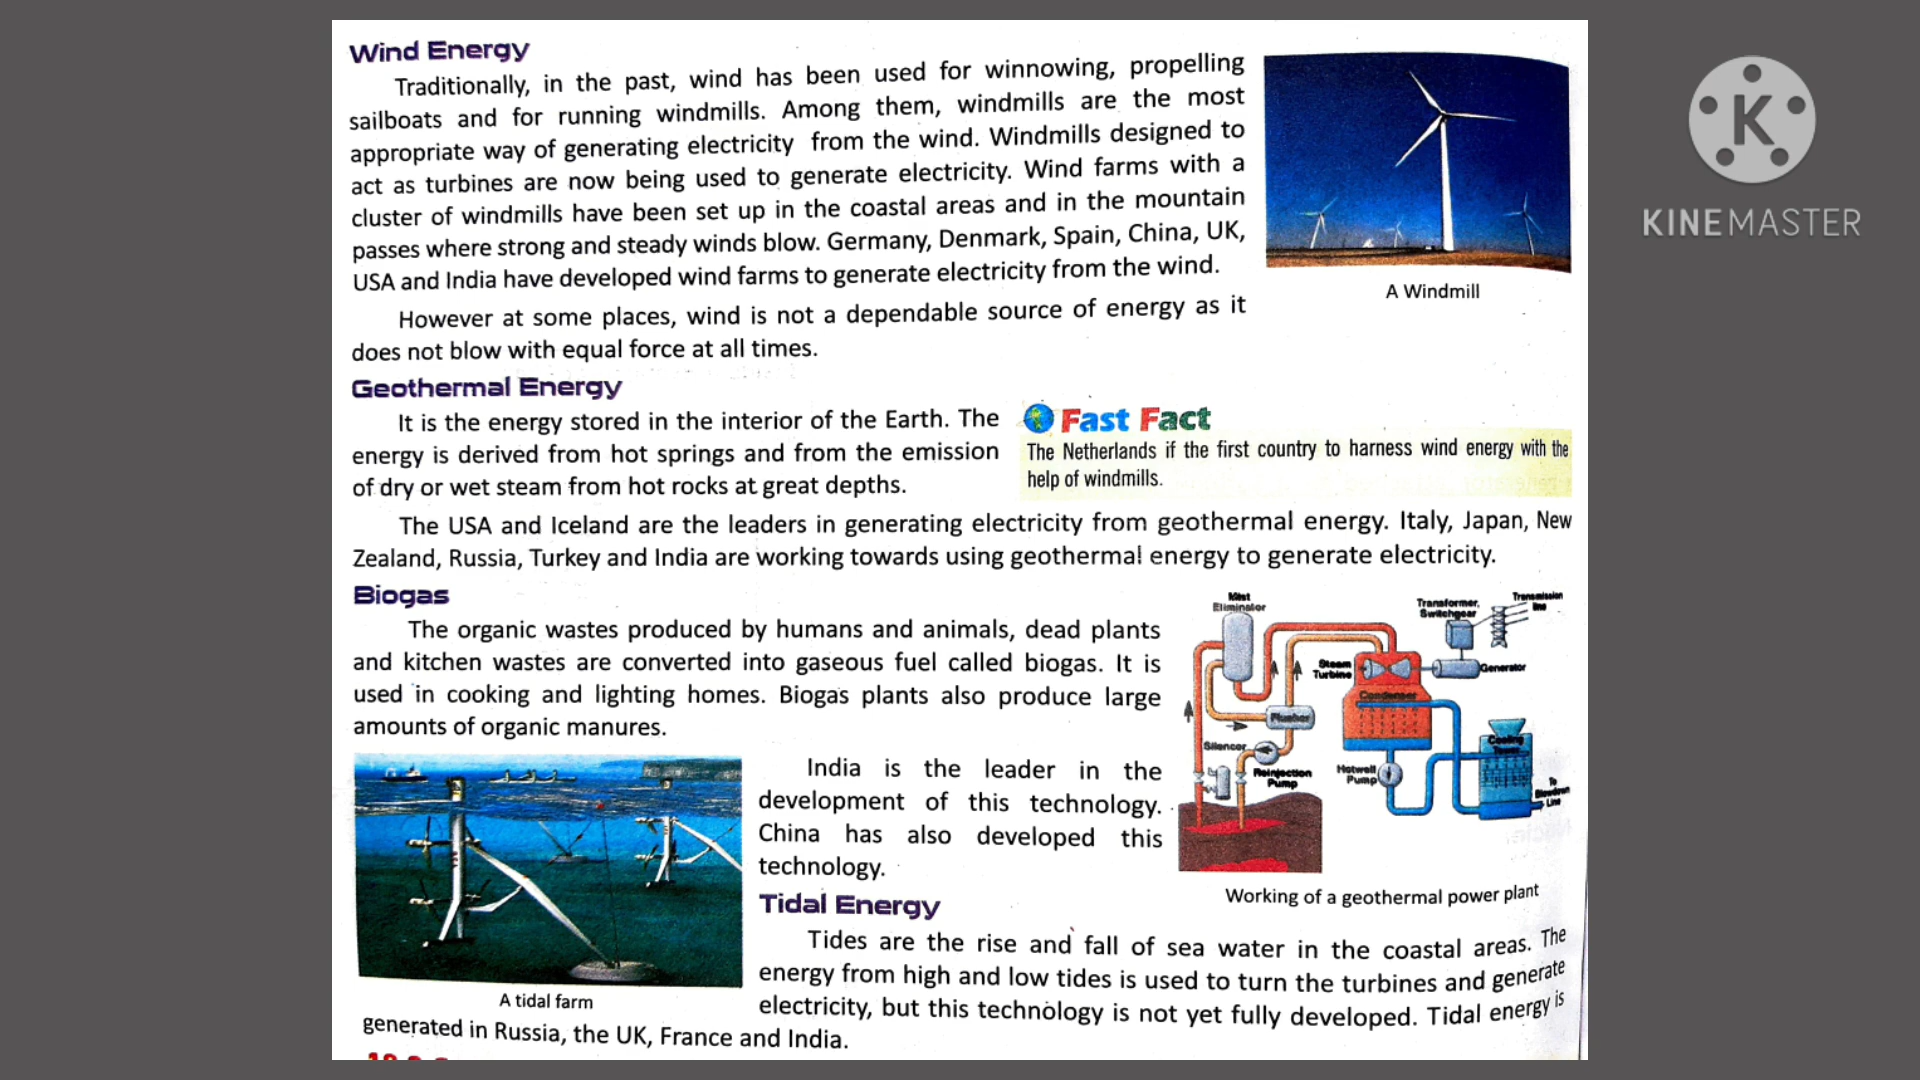 Wind Energy
Traditionally, in the past, wind has been used for winnowing, propelling
sailboats and for running windmills. Among them, windmills are the most
appropriate way of generating electricity from the wind. Windmills designed to
act as turbines are now being used to generate electricity. Wind farms with a
cluster of windmills have been set up in the coastal areas and in the mountain
passes where strong and steady winds blow. Germany, Denmark, Spain, China, UK,
USA and India have developed wind farms to generate electricity from the wind.
A Windmill
However at some places, wind is not a dependable source of energy as it
does not blow with equal force at all times.
Geothermal Energy
It is the energy stored in the interior of the Earth. The
energy is derived from hot springs and from the emission
of dry or wet steam from hot rocks at great depths.
Fast Fact
The Netherlands if the first country to harness wind energy with the
help of windmills.
The USA and Iceland are the leaders in generating electricity from geothermal energy. Italy, Japan, New
Zealand, Russia, Turkey and India are working towards using geothermal energy to generate electricity.
Biogas
The organic wastes produced by humans and animals, dead plants
and kitchen wastes are converted into gaseous fuel called biogas. It is
used in cooking and lighting homes. Biogas plants also produce large
amounts of organic manures.
India is the leader in the
development of this technology.
China has also developed this
technology.
Mist
Eliminator
Transformer,
Switchgear
Transmission
line
Steam
Turbine
Generator
Condenser
Flasher
Cooling
Tower
Silencer
Reinjection
Pump
Hotwell
Pump
To
Blowdown
Line
Working of a geothermal power plant
A tidal farm
Tidal Energy
Tides are the rise and fall of sea water in the coastal areas. The
energy from high and low tides is used to turn the turbines and generate
electricity, but this technology is not yet fully developed. Tidal energy is
generated in Russia, the UK, France and India.
K
KINEMASTER